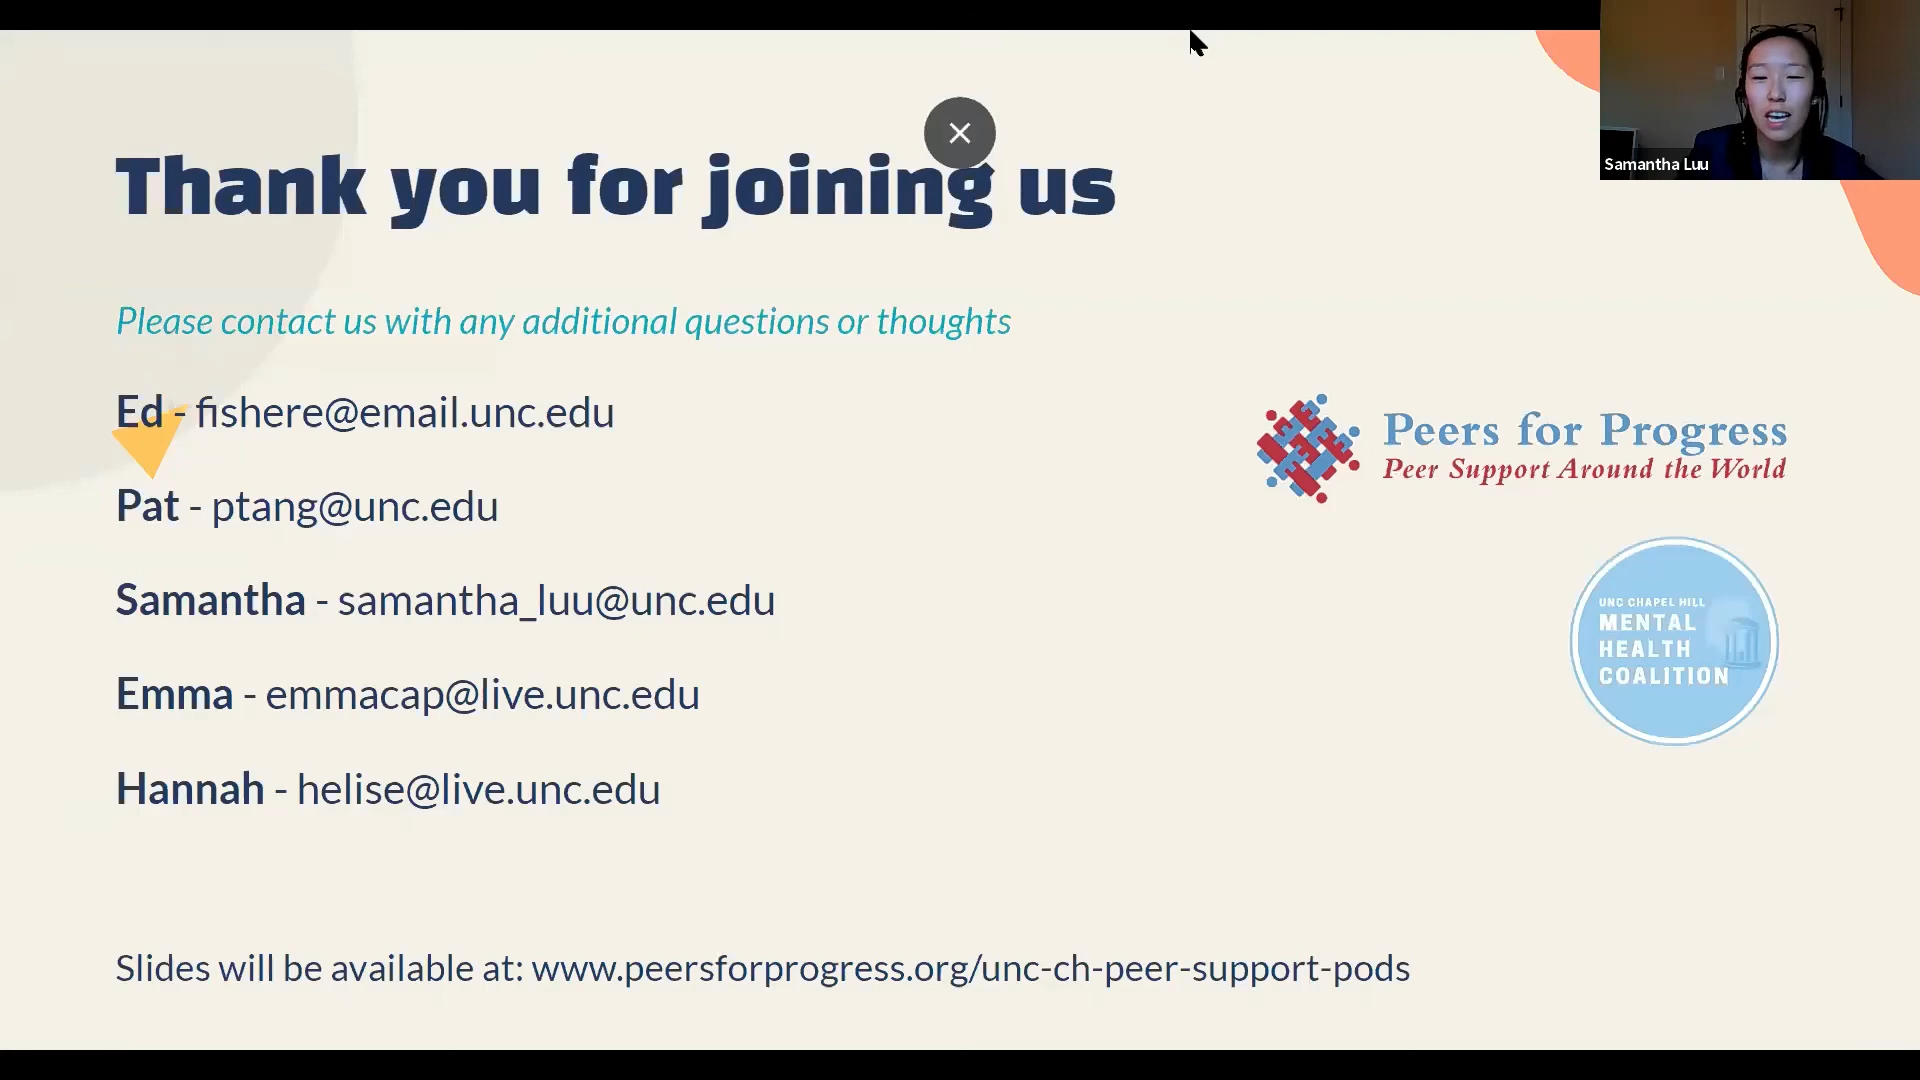 Samantha Luu
Thank you for joining us
Please contact us with any additional questions or thoughts
Ed - fishere@email.unc.edu
Pat - ptang@unc.edu
Samantha - samantha_luu@unc.edu
Emma - emmacap@live.unc.edu
Hannah - helise@live.unc.edu
Peers for Progress
Peer Support Around the World
UNC CHAPEL HILL
MENTAL
HEALTH
COALITION
Slides will be available at: www.peersforprogress.org/unc-ch-peer-support-pods